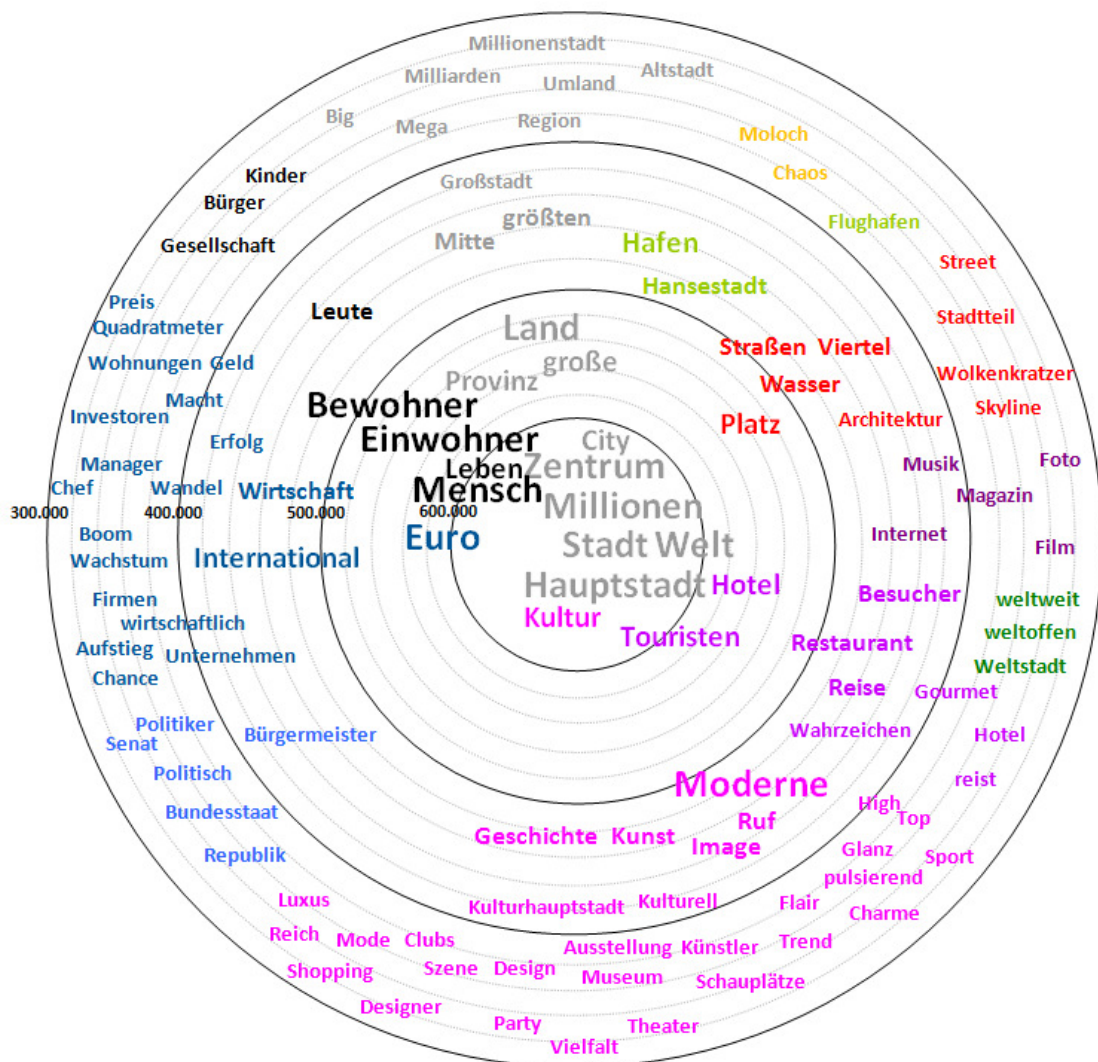 Millionenstadt
Milliarden
Altstadt
Umland
Big
Mega
Region
Moloch
Kinder
Großstadt
Chaos
Bürger
größten
Flughafen
Gesellschaft
Mitte
Hafen
Street
Hansestadt
Preis
Leute
Stadtteil
Quadratmeter
Land
Straßen Viertel
Wohnungen Geld
große
Wolkenkratzer
Provinz
Wasser
Macht
Bewohner
Skyline
Investoren
Architektur
Platz
Erfolg
Einwohner
City
Manager
Leben
Zentrum
Musik
Foto
Chef
Wandel
Wirtschaft
Mensch
Magazin
300.000
400.000
500.000
600.000
Millionen
Boom
Euro
Stadt Welt
Internet
Film
Wachstum
International
Hauptstadt
Hotel
Besucher
weltweit
Firmen
Kultur
wirtschaftlich
Touristen
weltoffen
Aufstieg
Unternehmen
Restaurant
Weltstadt
Chance
Reise
Gourmet
Politiker
Senat
Bürgermeister
Wahrzeichen
Hotel
Politisch
Moderne
reist
Bundesstaat
High
Top
Geschichte Kunst
Ruf
Image
Republik
Glanz
Sport
pulsierend
Luxus
Kulturhauptstadt
Kulturell
Flair
Charme
Reich
Mode
Clubs
Ausstellung
Künstler
Trend
Shopping
Szene
Design
Museum
Schauplätze
Designer
Party
Theater
Vielfalt